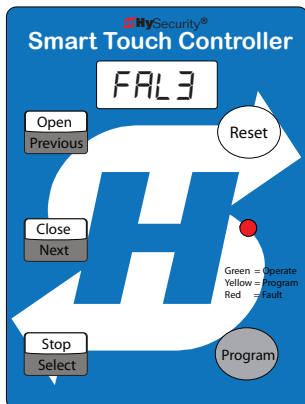 HySecurity®
Smart Touch Controller
FAL3
Open
Previous
Reset
Close
Next
Green = Operate
Yellow = Program
Red = Fault
Stop
Select
Program
H